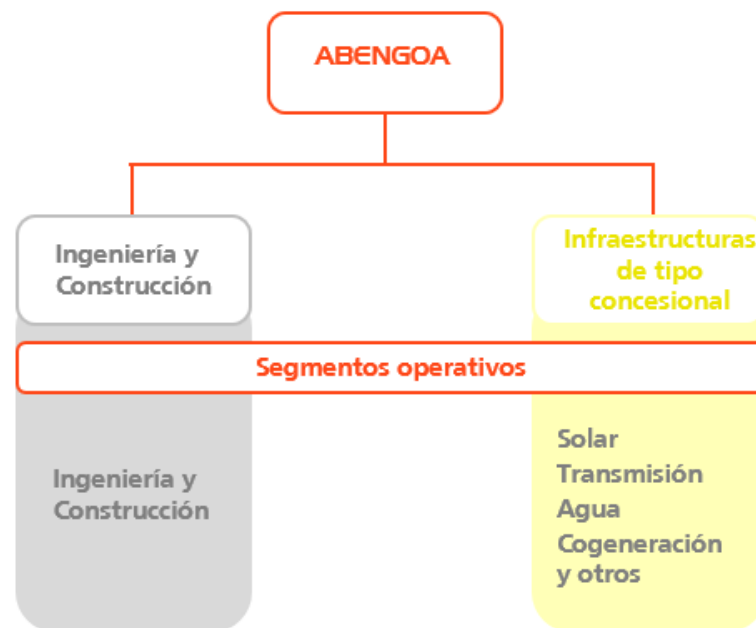 ABENGOA
Ingeniería y
Construcción
Infraestructuras
de tipo
concesional
Segmentos operativos
Ingeniería y
Construcción
Solar
Transmisión
Agua
Cogeneración
y otros